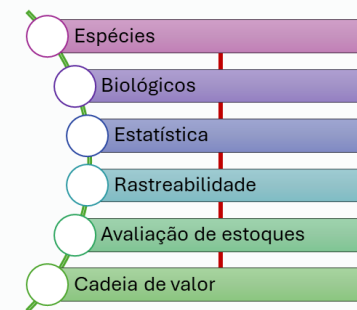 Espécies
Biológicos
Estatística
Rastreabilidade
Avaliação de estoques
Cadeia de valor